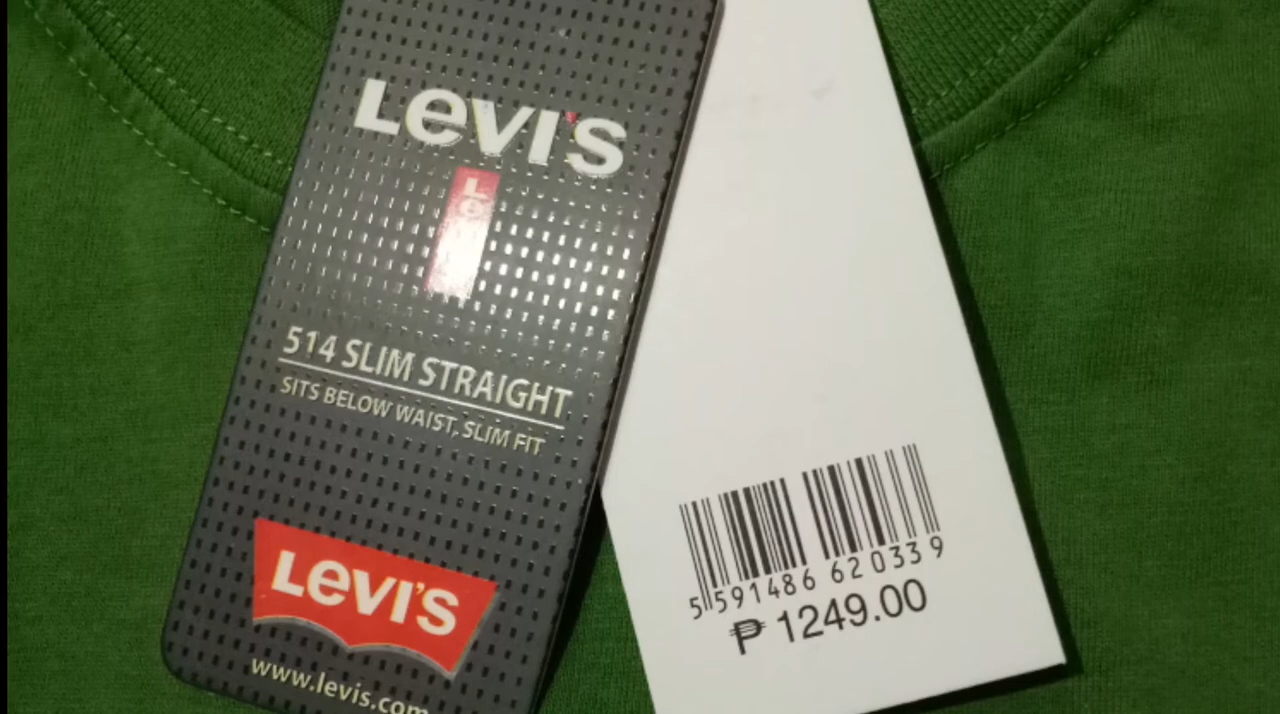 Levi's
514 SLIM STRAIGHT
SITS BELOW WAIST, SLIM FIT
Levi's
www.levis.com
5 591486 620339
₱ 1249.00